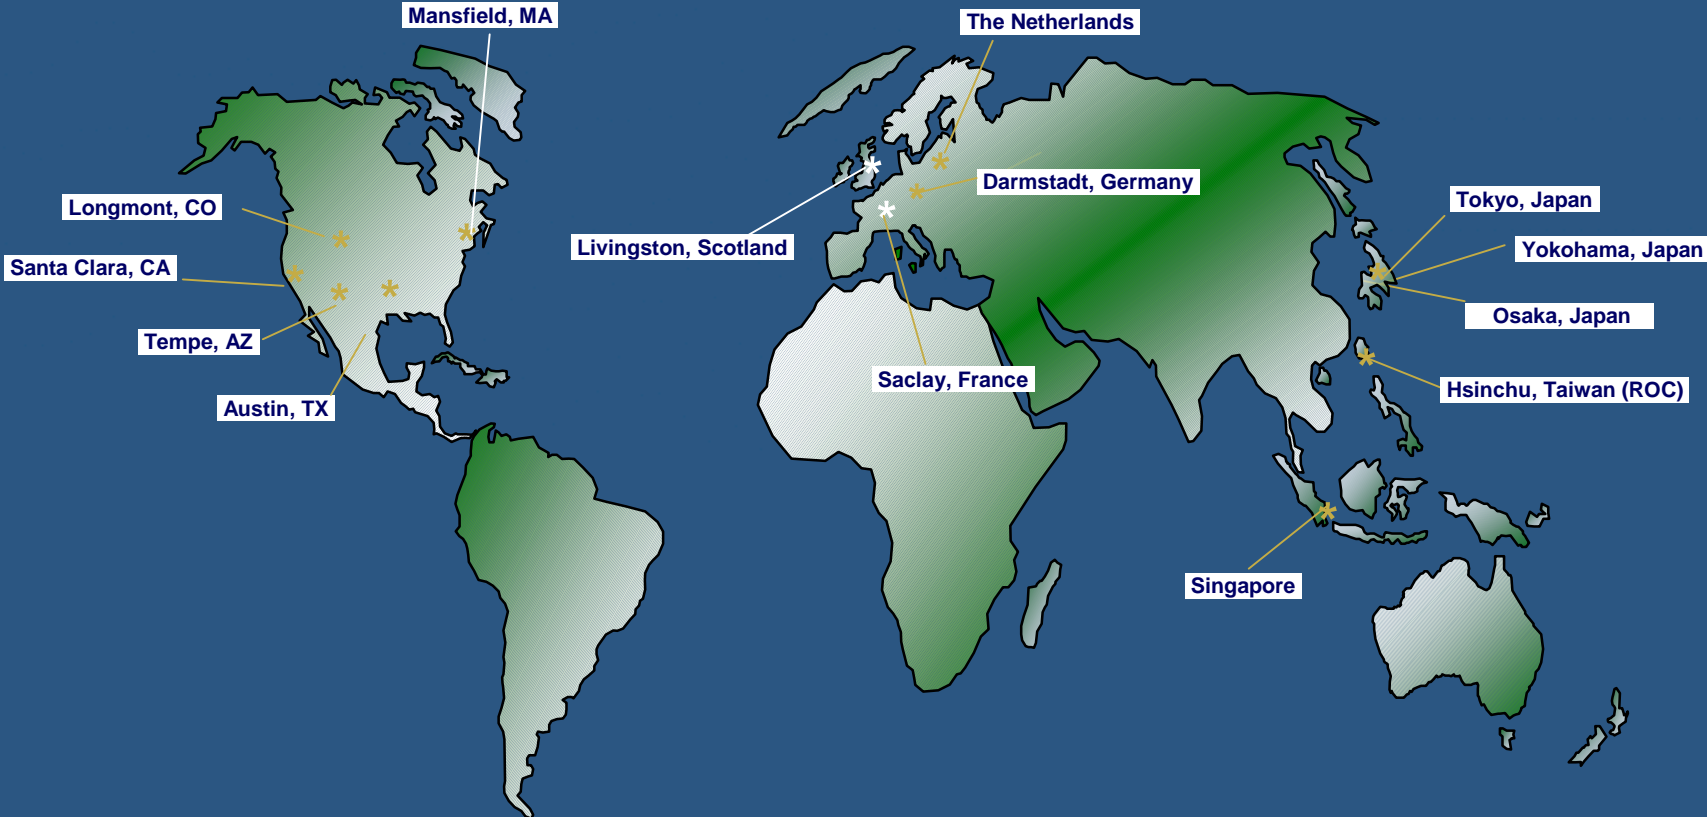 Mansfield, MA
The Netherlands
Longmont, CO
Darmstadt, Germany
Tokyo, Japan
Livingston, Scotland
Yokohama, Japan
Santa Clara, CA
Osaka, Japan
Tempe, AZ
Saclay, France
Hsinchu, Taiwan (ROC)
Austin, TX
Singapore